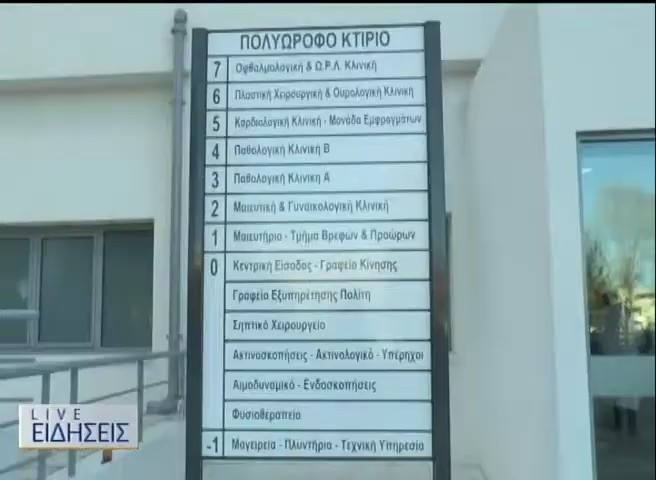 ΠΟΛΥΩΡΟΦΟ ΚΤΙΡΙΟ
7 Οφθαλμολογική & Ω.Ρ.Λ. Κλινική
6 Πλαστική Χειρουργική & Ουρολογική Κλινική
5 Καρδιολογική Κλινική - Μονάδα Εμφραγμάτων
4 Παθολογική Κλινική Β
3 Παθολογική Κλινική Α
2 Μαιευτική & Γυναικολογική Κλινική
1 Μαιευτήριο - Τμήμα Βρεφών & Προώρων
0 Κεντρική Είσοδος - Γραφείο Κίνησης
Γραφείο Εξυπηρέτησης Πολίτη
Σηπτικό Χειρουργείο
Ακτινοσκοπήσεις - Ακτινολογικό - Υπέρηχοι
Αιμοδυναμικό - Ενδοσκοπήσεις
Φυσιοθεραπείο
-1 Μαγειρεία - Πλυντήρια - Τεχνική Υπηρεσία
LIVE
ΕΙΔΗΣΕΙΣ